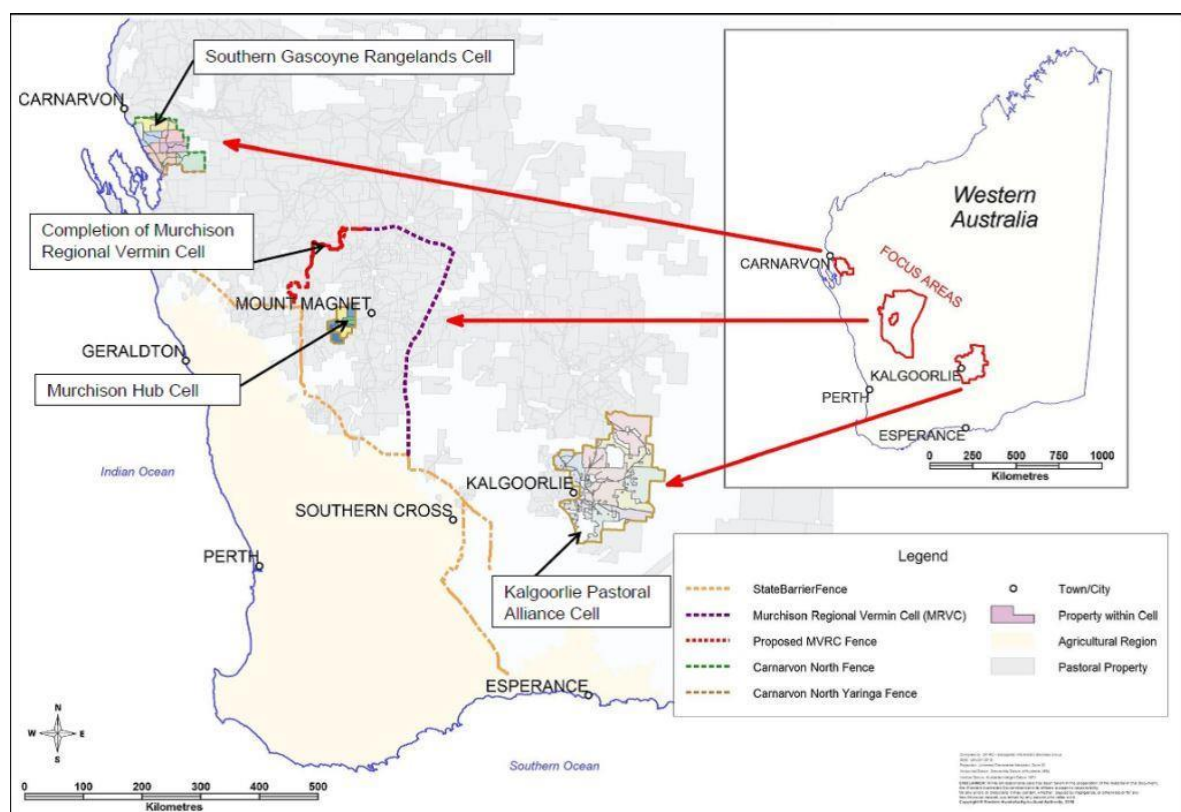 Southern Gascoyne Rangelands Cell
CARNARVON
Completion of Murchison
Regional Vermin Cell
MOUNT MAGNET
GERALDTON
Murchison Hub Cell
Indian Ocean
KALGOORLIE
SOUTHERN CROSS
PERTH
Kalgoorlie Pastoral
Alliance Cell
ESPERANCE
Southern Ocean
N
W
E
S
0 100 200 300 400 500
Kilometres
Western
Australia
CARNARVON
FOCUS AREAS
KALGOORLIE
PERTH
ESPERANCE
0 250 500 750 1000
Kilometres
Legend
StateBarrierFence
Murchison Regional Vermin Cell (MRVC)
Proposed MVRC Fence
Carnarvon North Fence
Carnarvon North Yaringa Fence
Town/City
Property within Cell
Agricultural Region
Pastoral Property